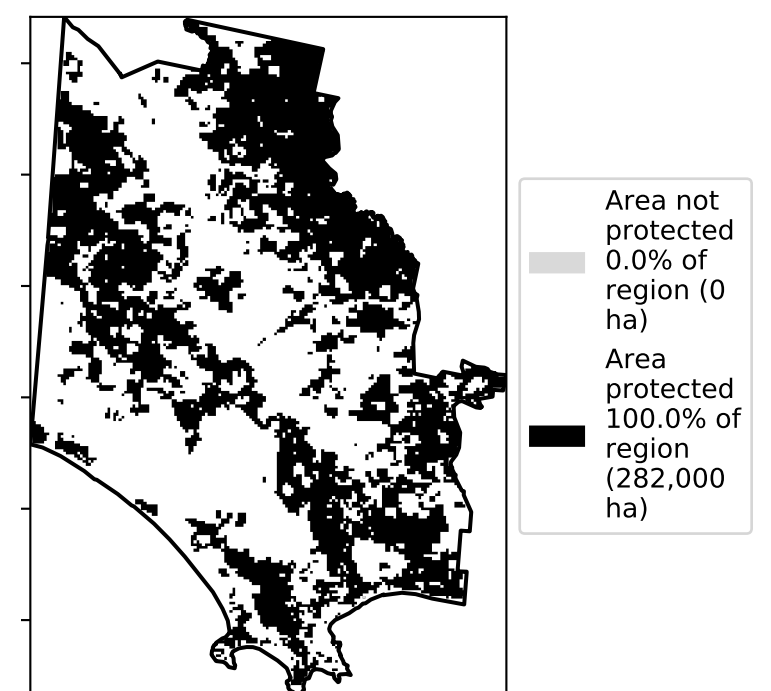 Area not
protected
0.0% of
region (0
ha)
Area
protected
100.0% of
region
(282,000
ha)